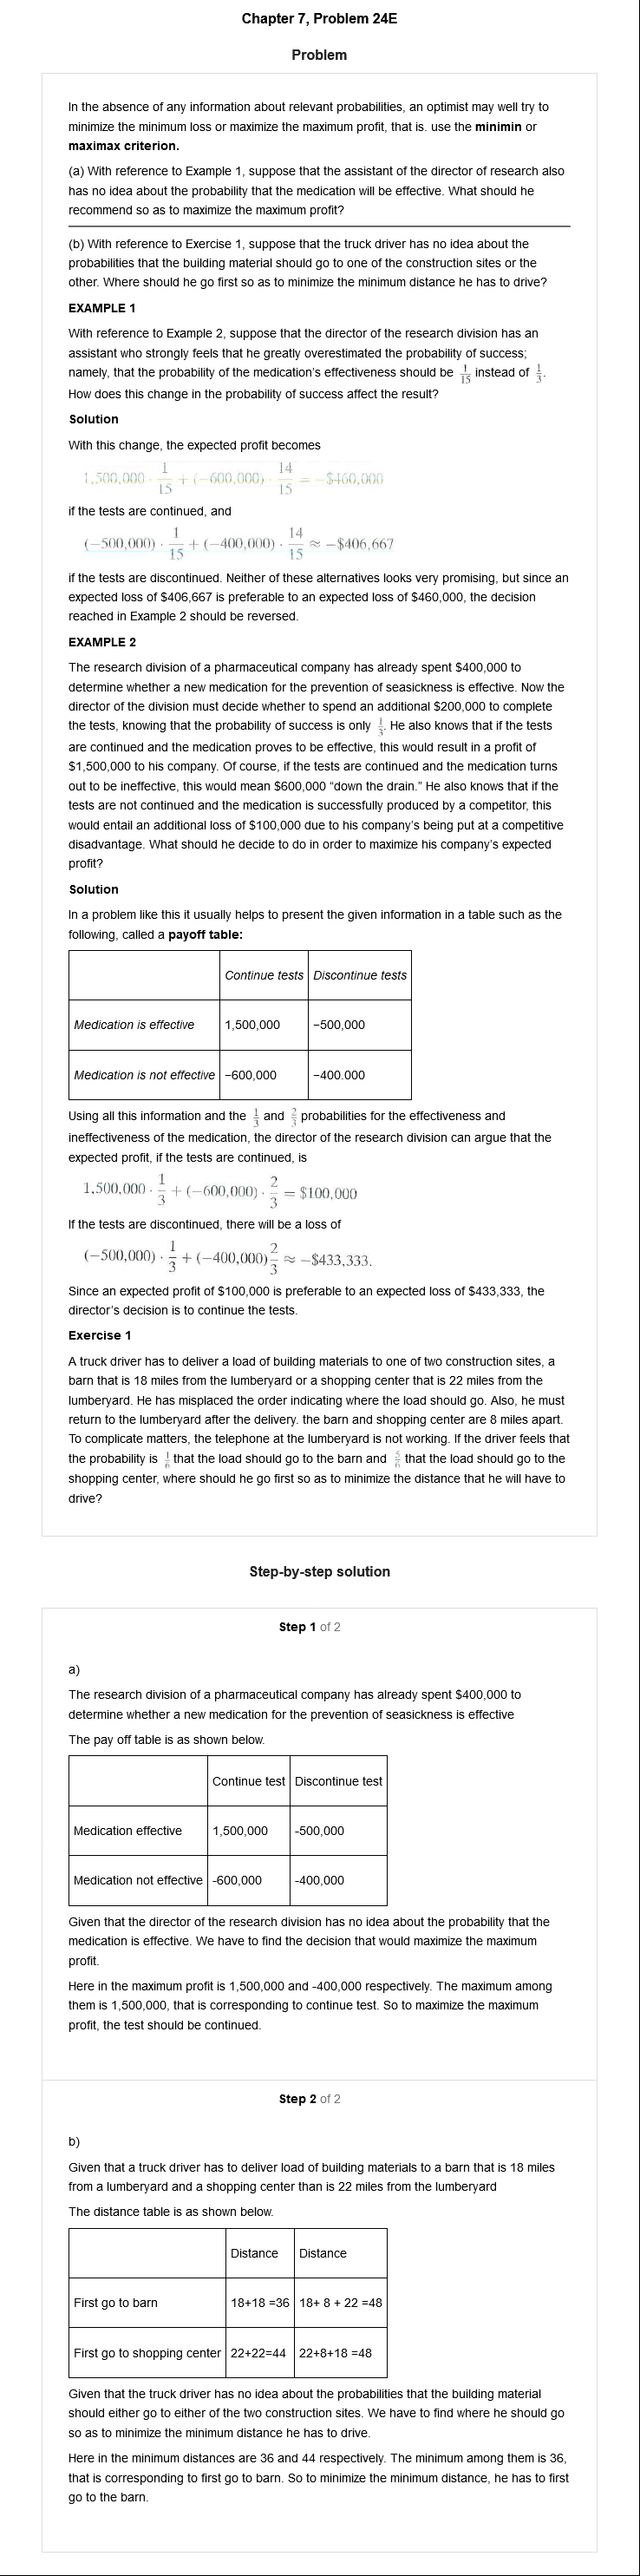 Chapter 7, Problem 24E
Problem
In the absence of any information about relevant probabilities, an optimist may well try to
minimize the minimum loss or maximize the maximum profit, that is. use the minimin or
maximax criterion.
(a) With reference to Example 1, suppose that the assistant of the director of research also
has no idea about the probability that the medication will be effective. What should he
recommend so as to maximize the maximum profit?
(b) With reference to Exercise 1, suppose that the truck driver has no idea about the
probabilities that the building material should go to one of the construction sites or the
other. Where should he go first so as to minimize the minimum distance he has to drive?
EXAMPLE 1
With reference to Example 2, suppose that the director of the research division has an
assistant who strongly feels that he greatly overestimated the probability of success;
namely, that the probability of the medication's effectiveness should be 1/15 instead of 1/3.
How does this change in the probability of success affect the result?
Solution
With this change, the expected profit becomes
1,500,000 · 1/15 + (−600,000) · 14/15 = −$460,000
if the tests are continued, and
(−500,000) · 1/15 + (−400,000) · 14/15 ≈ −$406,667
if the tests are discontinued. Neither of these alternatives looks very promising, but since an
expected loss of $406,667 is preferable to an expected loss of $460,000, the decision
reached in Example 2 should be reversed.
EXAMPLE 2
The research division of a pharmaceutical company has already spent $400,000 to
determine whether a new medication for the prevention of seasickness is effective. Now the
director of the division must decide whether to spend an additional $200,000 to complete
the tests, knowing that the probability of success is only 1/3. He also knows that if the tests
are continued and the medication proves to be effective, this would result in a profit of
$1,500,000 to his company. Of course, if the tests are continued and the medication turns
out to be ineffective, this would mean $600,000 “down the drain.” He also knows that if the
tests are not continued and the medication is successfully produced by a competitor, this
would entail an additional loss of $100,000 due to his company's being put at a competitive
disadvantage. What should he decide to do in order to maximize his company's expected
profit?
Solution
In a problem like this it usually helps to present the given information in a table such as the
following, called a payoff table:
Continue tests Discontinue tests
Medication is effective 1,500,000 −500,000
Medication is not effective −600,000 −400.000
Using all this information and the 1/3 and 2/3 probabilities for the effectiveness and
ineffectiveness of the medication, the director of the research division can argue that the
expected profit, if the tests are continued, is
1,500,000 · 1/3 + (−600,000) · 2/3 = $100,000
If the tests are discontinued, there will be a loss of
(−500,000) · 1/3 + (−400,000) 2/3 ≈ −$433,333.
Since an expected profit of $100,000 is preferable to an expected loss of $433,333, the
director's decision is to continue the tests.
Exercise 1
A truck driver has to deliver a load of building materials to one of two construction sites, a
barn that is 18 miles from the lumberyard or a shopping center that is 22 miles from the
lumberyard. He has misplaced the order indicating where the load should go. Also, he must
return to the lumberyard after the delivery. the barn and shopping center are 8 miles apart.
To complicate matters, the telephone at the lumberyard is not working. If the driver feels that
the probability is 1/6 that the load should go to the barn and 5/6 that the load should go to the
shopping center, where should he go first so as to minimize the distance that he will have to
drive?
Step-by-step solution
Step 1 of 2
a)
The research division of a pharmaceutical company has already spent $400,000 to
determine whether a new medication for the prevention of seasickness is effective
The pay off table is as shown below.
Continue test Discontinue test
Medication effective 1,500,000 -500,000
Medication not effective -600,000 -400,000
Given that the director of the research division has no idea about the probability that the
medication is effective. We have to find the decision that would maximize the maximum
profit.
Here in the maximum profit is 1,500,000 and -400,000 respectively. The maximum among
them is 1,500,000, that is corresponding to continue test. So to maximize the maximum
profit, the test should be continued.
Step 2 of 2
b)
Given that a truck driver has to deliver load of building materials to a barn that is 18 miles
from a lumberyard and a shopping center than is 22 miles from the lumberyard
The distance table is as shown below.
Distance Distance
First go to barn 18+18 =36 18+ 8 + 22 =48
First go to shopping center 22+22=44 22+8+18 =48
Given that the truck driver has no idea about the probabilities that the building material
should either go to either of the two construction sites. We have to find where he should go
so as to minimize the minimum distance he has to drive.
Here in the minimum distances are 36 and 44 respectively. The minimum among them is 36,
that is corresponding to first go to barn. So to minimize the minimum distance, he has to first
go to the barn.